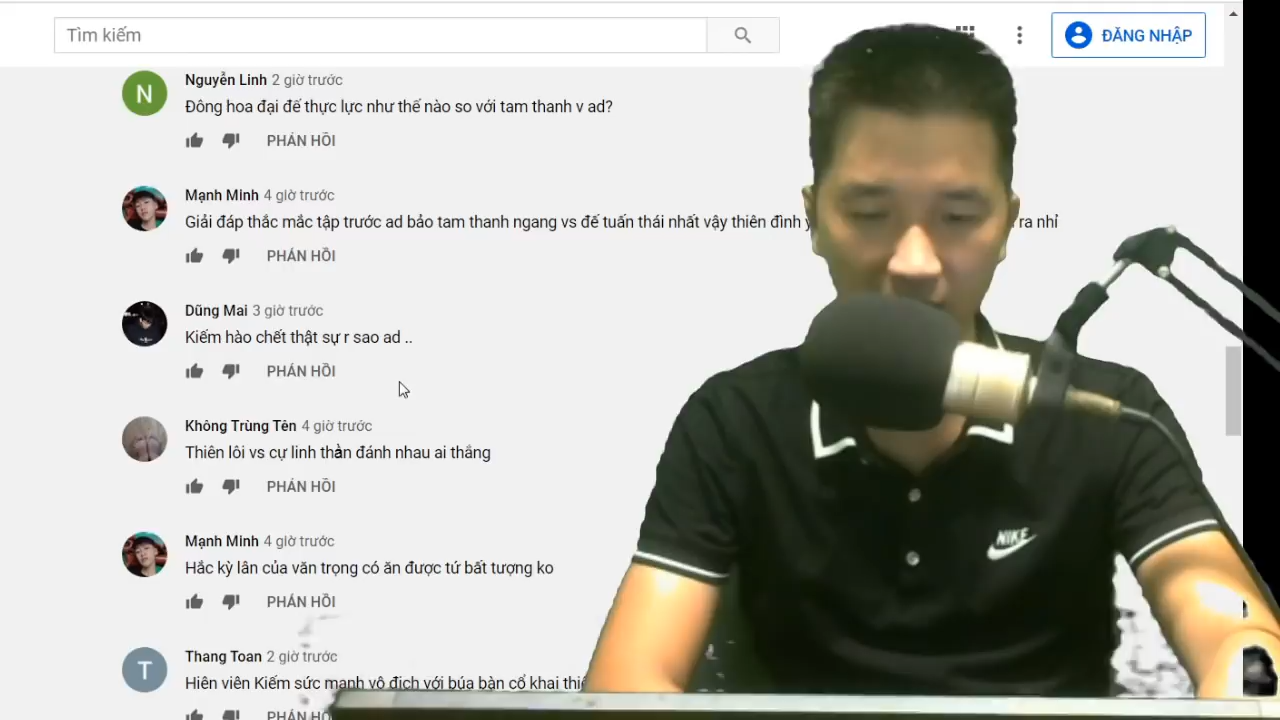 Tìm kiếm
ĐĂNG NHẬP
Nguyễn Linh 2 giờ trước
Đông hoa đại đế thực lực như thế nào so với tam thanh v ad?
PHẢN HỒI
Mạnh Minh 4 giờ trước
Giải đáp thắc mắc tập trước ad bảo tam thanh ngang vs đế tuấn thái nhất vậy thiên đình ra nhỉ
PHẢN HỒI
Dũng Mai 3 giờ trước
Kiếm hào chết thật sự r sao ad ..
PHẢN HỒI
Không Trùng Tên 4 giờ trước
Thiên lôi vs cự linh thần đánh nhau ai thắng
PHẢN HỒI
Mạnh Minh 4 giờ trước
Hắc kỳ lân của văn trọng có ăn được tứ bất tượng ko
PHẢN HỒI
Thang Toan 2 giờ trước
Hiên viên Kiếm sức mạnh vô địch với búa bàn cổ khai
N
T
NIKE